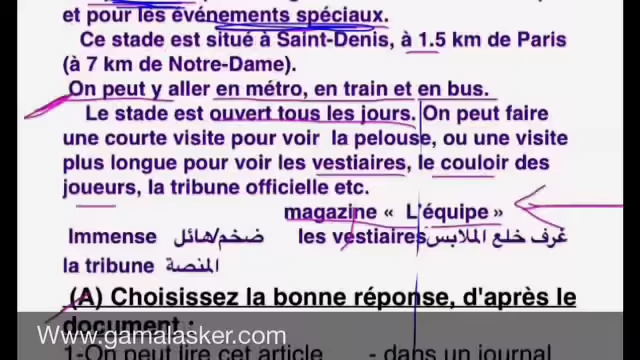 et pour les événements spéciaux.
Ce stade est situé à Saint-Denis, à 1.5 km de Paris
(à 7 km de Notre-Dame).
On peut y aller en métro, en train et en bus.
Le stade est ouvert tous les jours. On peut faire
une courte visite pour voir la pelouse, ou une visite
plus longue pour voir les vestiaires, le couloir des
joueurs, la tribune officielle etc.
magazine « L'équipe »
Immense ضخم/هائل les vestiaires غرف خلع الملابس
la tribune المنصة
(A) Choisissez la bonne réponse, d'après le
document :
Www.gamalasker.com
1-On peut lire cet article - dans un journal